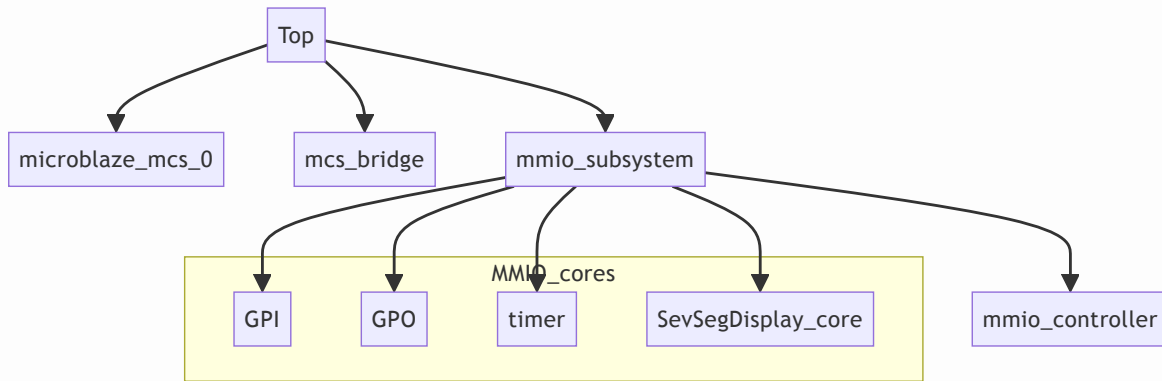 Top
microblaze_mcs_0
mcs_bridge
mmio_subsystem
MMIO_cores
GPI
GPO
timer
SevSegDisplay_core
mmio_controller